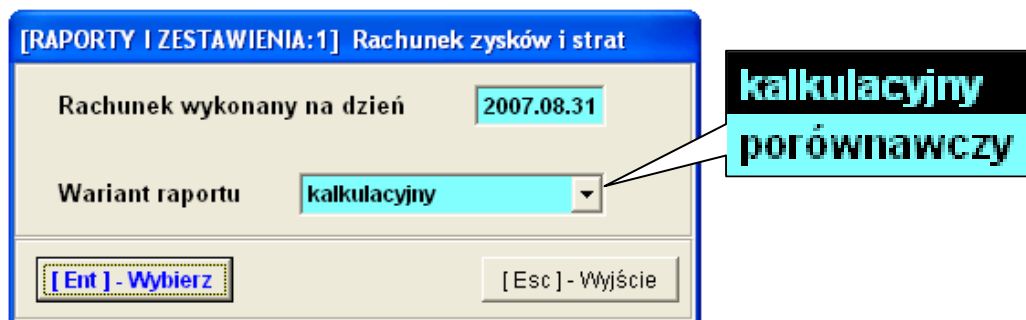 [RAPORTY I ZESTAWIENIA:1] Rachunek zysków i strat
Rachunek wykonany na dzień 2007.08.31
Wariant raportu kalkulacyjny
[ Ent ] - Wybierz [ Esc ] - Wyjście
kalkulacyjny
porównawczy